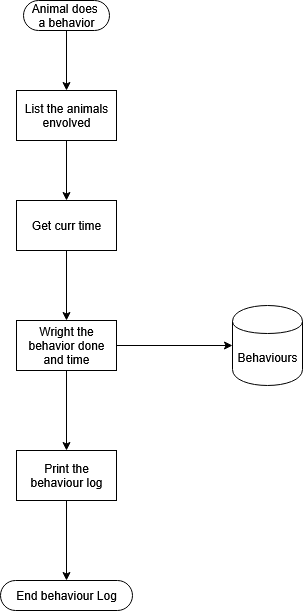 Animal does
a behavior
List the animals
envolved
Get curr time
Wright the
behavior done
and time
Behaviours
Print the
behaviour log
End behaviour Log